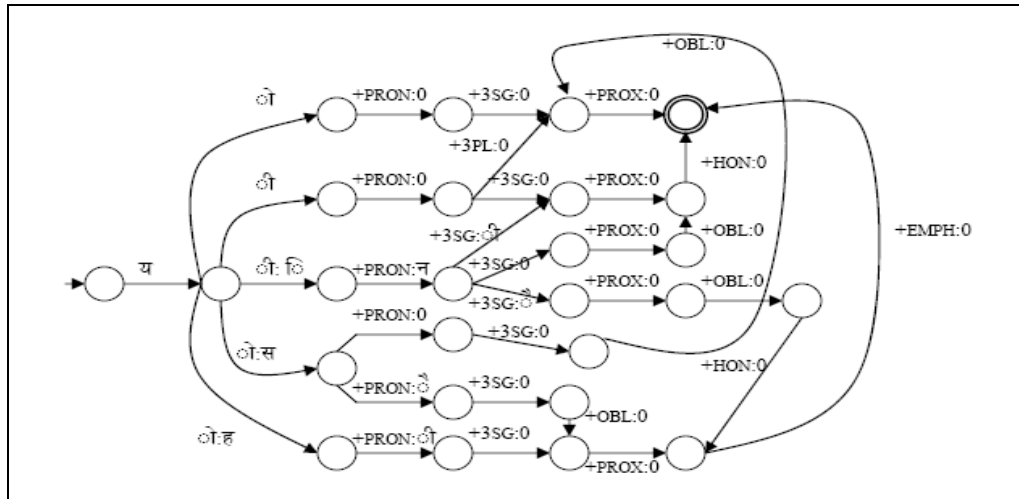 +OBL:0
ो +PRON:0 +3SG:0 +PROX:0
+3PL:0 +HON:0
ी +PRON:0 +3SG:0 +PROX:0
+3SG:ी +PROX:0 +OBL:0 +EMPH:0
य ी: ि +PRON:न +3SG:0 +PROX:0 +OBL:0
+3SG:ै
+PRON:0 +3SG:0
ो:स +HON:0
+PRON:ै +3SG:0
+OBL:0
ो:ह +PRON:ी +3SG:0
+PROX:0